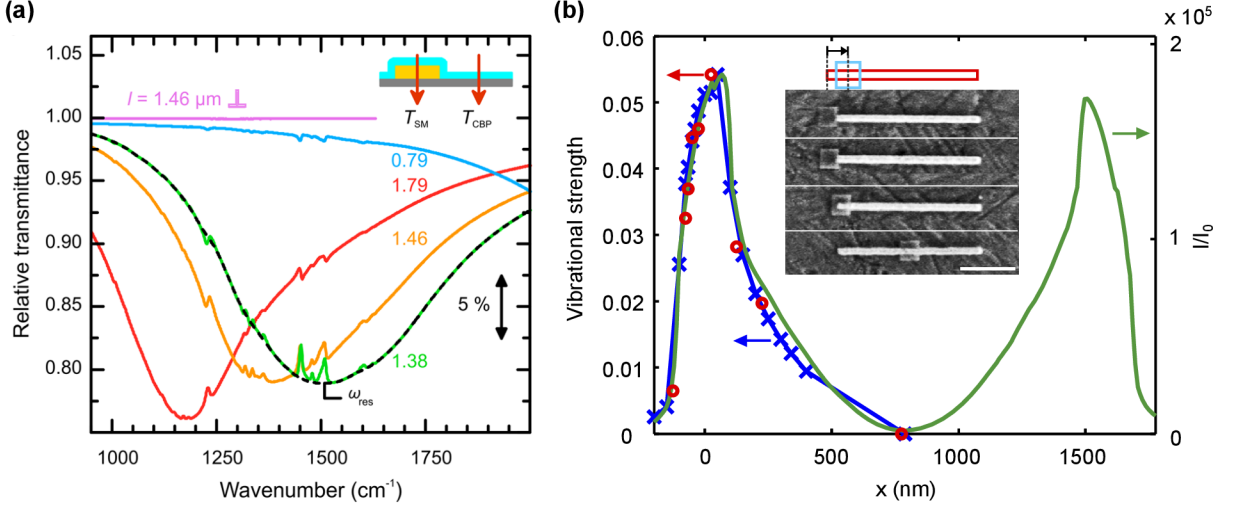 (a)
1.05
1.00
0.95
0.90
0.85
0.80
Relative transmittance
l = 1.46 µm
T_SM
T_CBP
0.79
1.79
1.46
5 %
1.38
ω_res
1000
1250
1500
1750
Wavenumber (cm⁻¹)
(b)
x 10⁵
0.06
0.05
0.04
0.03
0.02
0.01
0
Vibrational strength
2
1
0
I/I₀
0
500
1000
1500
x (nm)